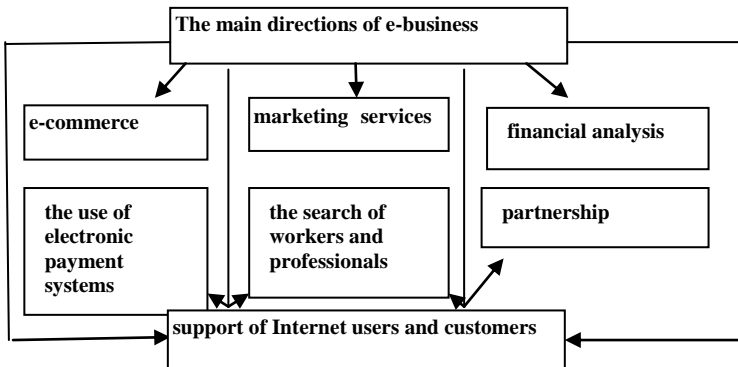 The main directions of e-business
e-commerce
marketing services
financial analysis
the use of
electronic
payment
systems
the search of
workers and
professionals
partnership
support of Internet users and customers